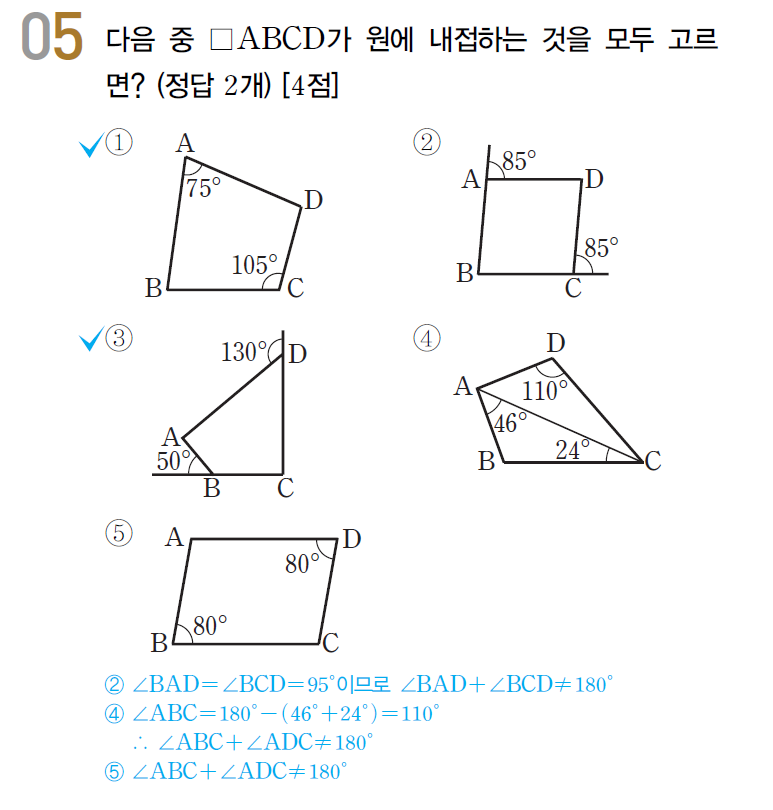 05 다음 중 □ABCD가 원에 내접하는 것을 모두 고르
면? (정답 2개) [4점]
① A 75° D 105° B C
② 85° A D 85° B C
③ 130° D A 50° B C
④ D A 110° 46° 24° B C
⑤ A D 80° 80° B C
② ∠BAD=∠BCD=95°이므로 ∠BAD+∠BCD≠180°
④ ∠ABC=180°-(46°+24°)=110°
∴ ∠ABC+∠ADC≠180°
⑤ ∠ABC+∠ADC≠180°